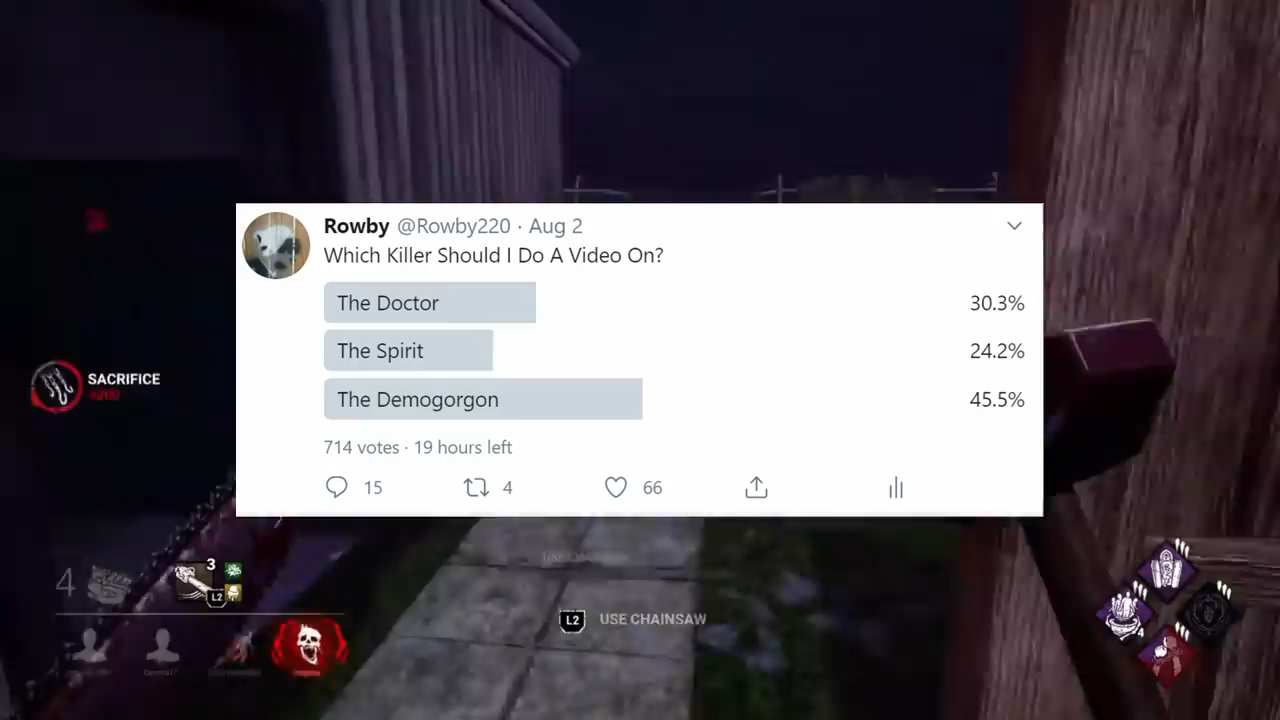 Rowby @Rowby220 · Aug 2
Which Killer Should I Do A Video On?
The Doctor 30.3%
The Spirit 24.2%
The Demogorgon 45.5%
714 votes · 19 hours left
15 4 66
SACRIFICE
+200
4
3
L2
L2 USE CHAINSAW
4